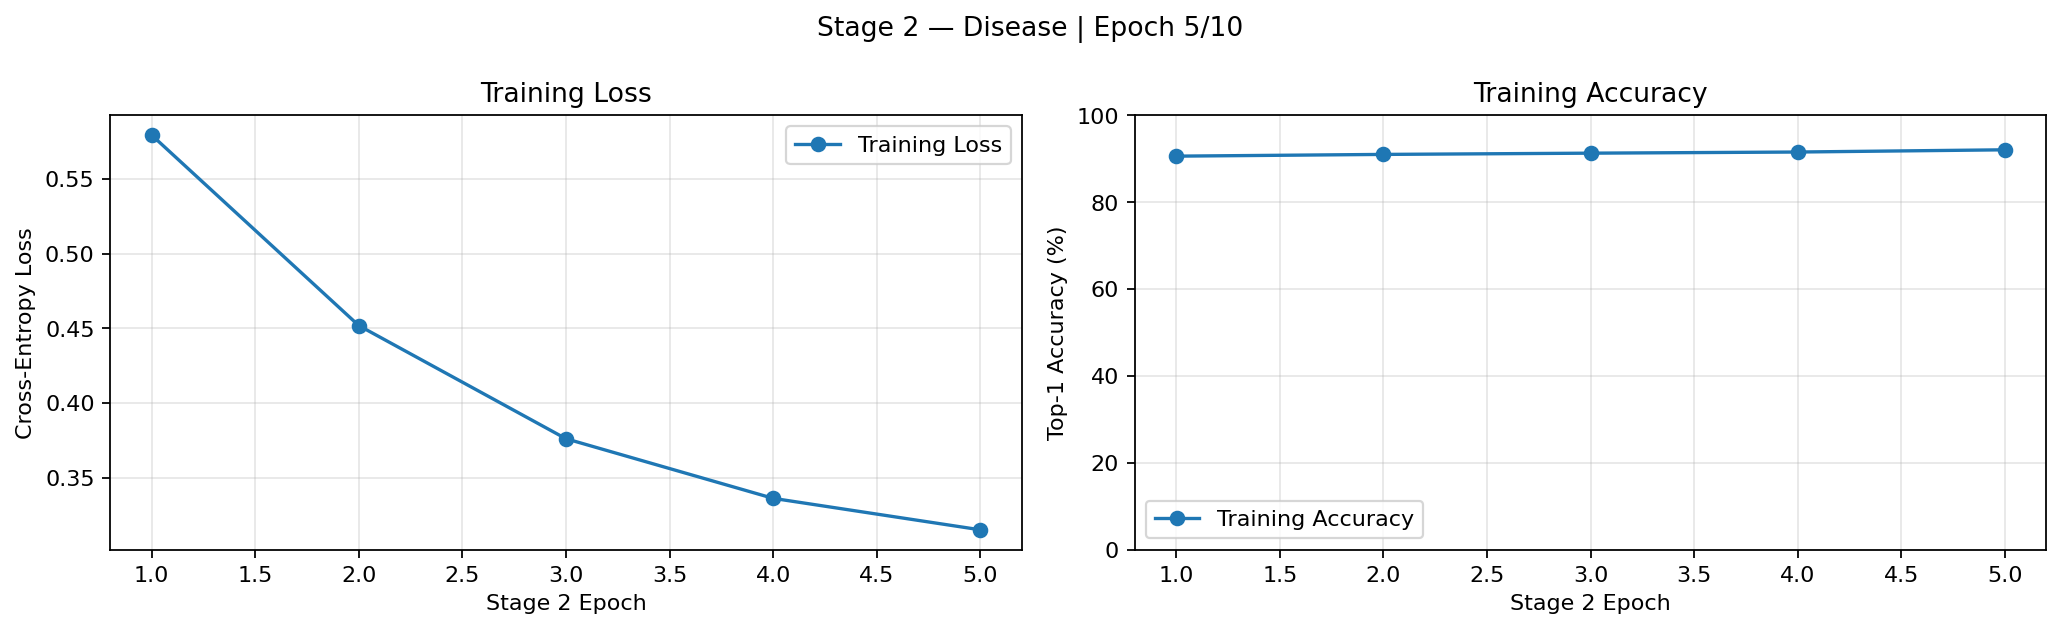 Stage 2 — Disease | Epoch 5/10
Training Loss
Training Loss
Cross-Entropy Loss
0.55
0.50
0.45
0.40
0.35
1.0 1.5 2.0 2.5 3.0 3.5 4.0 4.5 5.0
Stage 2 Epoch
Training Accuracy
Top-1 Accuracy (%)
100
80
60
40
20
0
Training Accuracy
1.0 1.5 2.0 2.5 3.0 3.5 4.0 4.5 5.0
Stage 2 Epoch